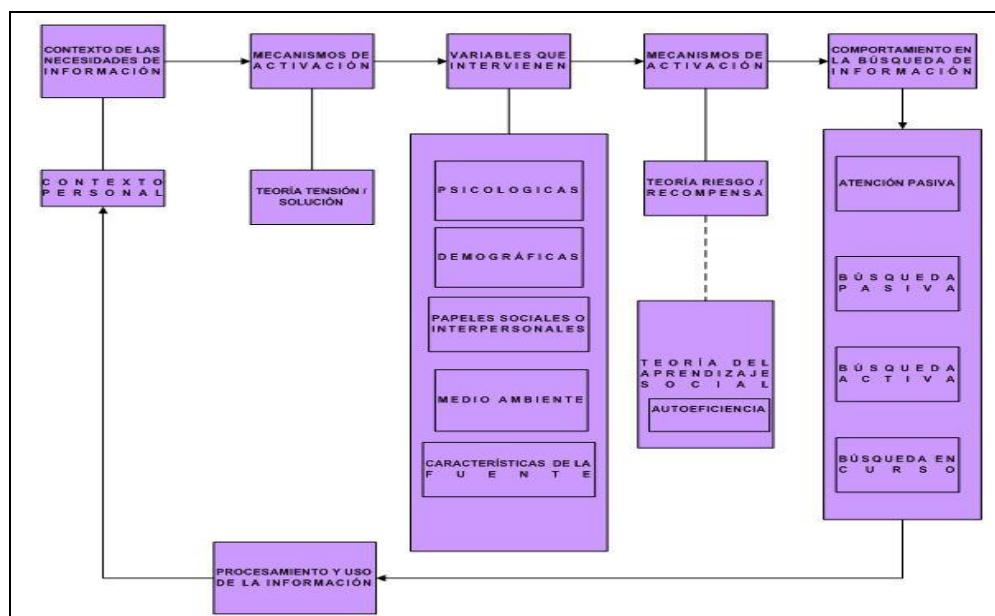 CONTEXTO DE LAS
NECESIDADES DE
INFORMACIÓN
MECANISMOS DE
ACTIVACIÓN
VARIABLES QUE
INTERVIENEN
MECANISMOS DE
ACTIVACIÓN
COMPORTAMIENTO EN
LA BÚSQUEDA DE
INFORMACIÓN
CONTEXTO
PERSONAL
TEORÍA TENSIÓN /
SOLUCIÓN
PSICOLOGICAS
DEMOGRÁFICAS
PAPELES SOCIALES O
INTERPERSONALES
MEDIO AMBIENTE
CARACTERÍSTICAS DE LA
FUENTE
TEORÍA RIESGO /
RECOMPENSA
TEORÍA DEL
APRENDIZAJE
SOCIAL
AUTOEFICIENCIA
ATENCIÓN PASIVA
BÚSQUEDA
PASIVA
BÚSQUEDA
ACTIVA
BÚSQUEDA EN
CURSO
PROCESAMIENTO Y USO
DE LA INFORMACIÓN